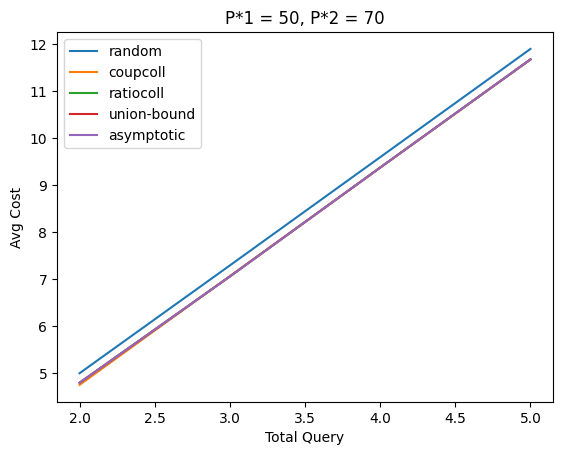 P*1 = 50, P*2 = 70
random
coupcoll
ratiocoll
union-bound
asymptotic
Avg Cost
12
11
10
9
8
7
6
5
2.0 2.5 3.0 3.5 4.0 4.5 5.0
Total Query